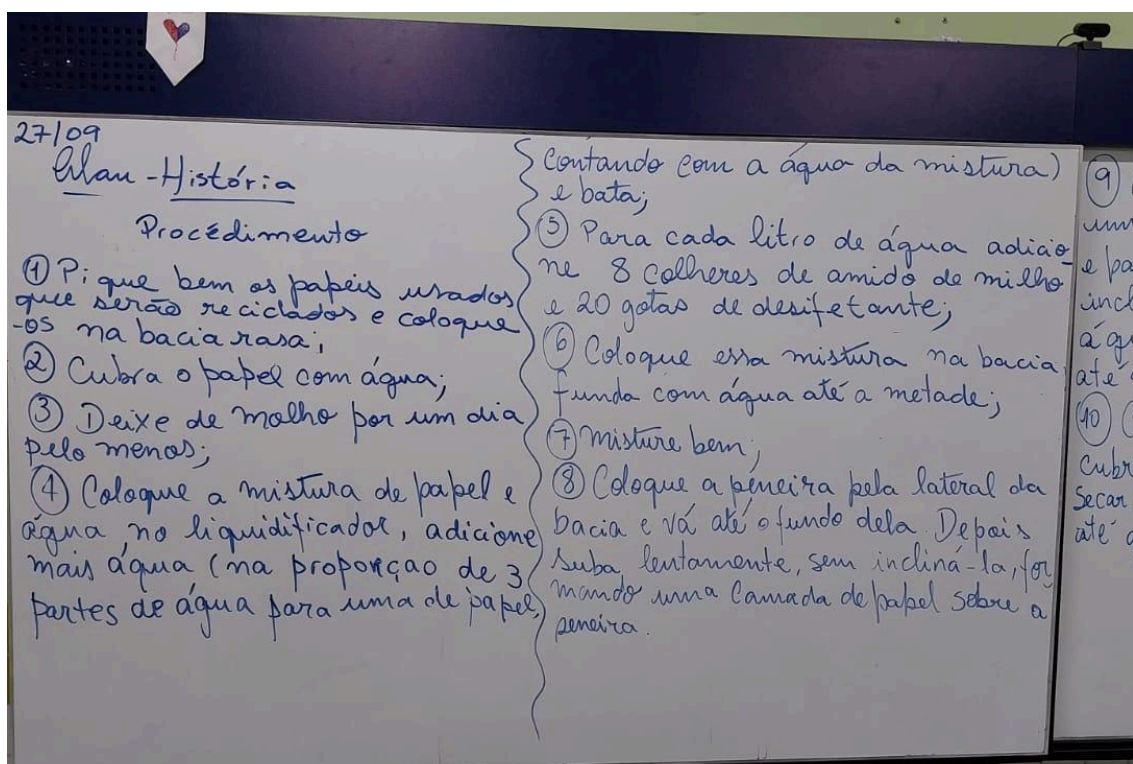 27/09
Alan - História
Procedimento
① Pique bem os papéis usados
que serão reciclados e coloque
-os na bacia rasa;
② Cubra o papel com água;
③ Deixe de molho por um dia
pelo menos;
④ Coloque a mistura de papel e
água no liquidificador, adicione
mais água (na proporçao de 3
partes de água para uma de papel,
contando com a água da mistura)
e bata;
⑤ Para cada litro de água adicio
ne 8 colheres de amido de milho
e 20 gotas de desifetante;
⑥ Coloque essa mistura na bacia
funda com água até a metade;
⑦ misture bem;
⑧ Coloque a peneira pela lateral da
bacia e vá até o fundo dela. Depois
suba lentamente, sem incliná-la, for
mando uma camada de papel sobre a
peneira.
⑨
e
até
⑩
Secar
até